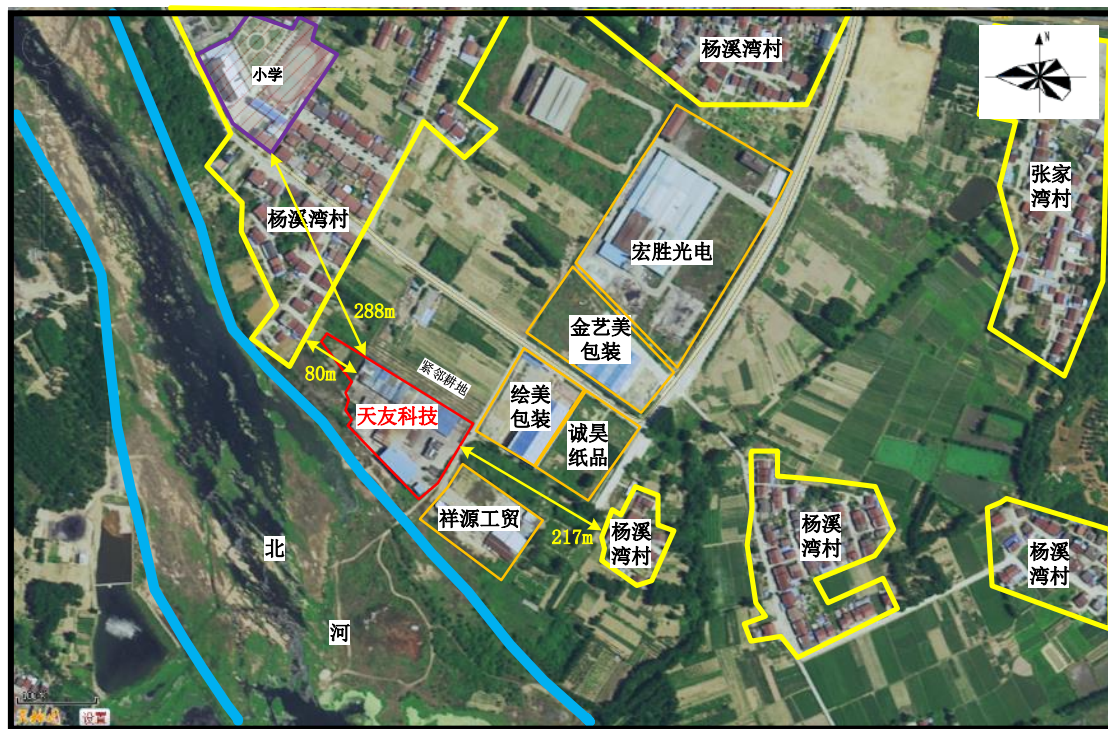 杨溪湾村
N
小学
张家
湾村
杨溪湾村
宏胜光电
288m
金艺美
包装
80m
紧邻耕地
绘美
包装
天友科技
诚昊
纸品
祥源工贸
217m
杨溪
湾村
杨溪
湾村
杨溪
湾村
北
河
设置